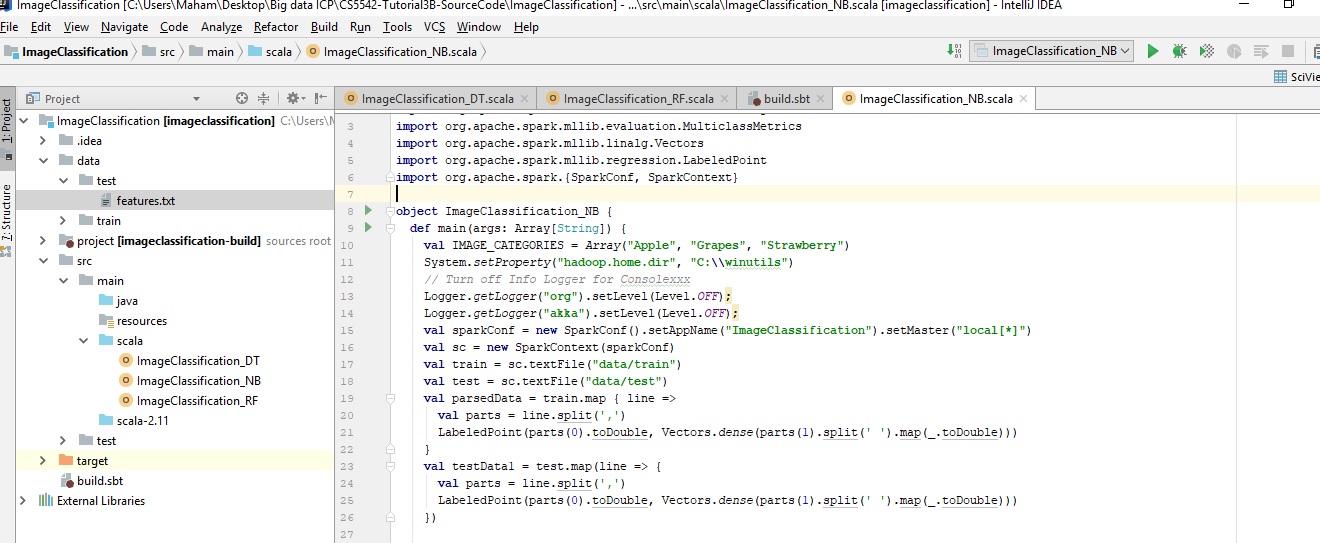 ImageClassification [C:\Users\Maham\Desktop\Big data ICP\CS5542-Tutorial3B-SourceCode\ImageClassification] - ...\src\main\scala\ImageClassification_NB.scala [imageclassification] - IntelliJ IDEA
File Edit View Navigate Code Analyze Refactor Build Run Tools VCS Window Help
ImageClassification src main scala ImageClassification_NB.scala ImageClassification_NB
SciVie
1: Project
7: Structure
Project
ImageClassification [imageclassification] C:\Users\M
.idea
data
test
features.txt
train
project [imageclassification-build] sources root
src
main
java
resources
scala
ImageClassification_DT
ImageClassification_NB
ImageClassification_RF
scala-2.11
test
target
build.sbt
External Libraries
ImageClassification_DT.scala ImageClassification_RF.scala build.sbt ImageClassification_NB.scala
3 import org.apache.spark.mllib.evaluation.MulticlassMetrics
4 import org.apache.spark.mllib.linalg.Vectors
5 import org.apache.spark.mllib.regression.LabeledPoint
6 import org.apache.spark.{SparkConf, SparkContext}
7
8 object ImageClassification_NB {
9 def main(args: Array[String]) {
10 val IMAGE_CATEGORIES = Array("Apple", "Grapes", "Strawberry")
11 System.setProperty("hadoop.home.dir", "C:\\winutils")
12 // Turn off Info Logger for Consolexxx
13 Logger.getLogger("org").setLevel(Level.OFF);
14 Logger.getLogger("akka").setLevel(Level.OFF);
15 val sparkConf = new SparkConf().setAppName("ImageClassification").setMaster("local[*]")
16 val sc = new SparkContext(sparkConf)
17 val train = sc.textFile("data/train")
18 val test = sc.textFile("data/test")
19 val parsedData = train.map { line =>
20 val parts = line.split(',')
21 LabeledPoint(parts(0).toDouble, Vectors.dense(parts(1).split(' ').map(_.toDouble)))
22 }
23 val testData1 = test.map(line => {
24 val parts = line.split(',')
25 LabeledPoint(parts(0).toDouble, Vectors.dense(parts(1).split(' ').map(_.toDouble)))
26 })
27